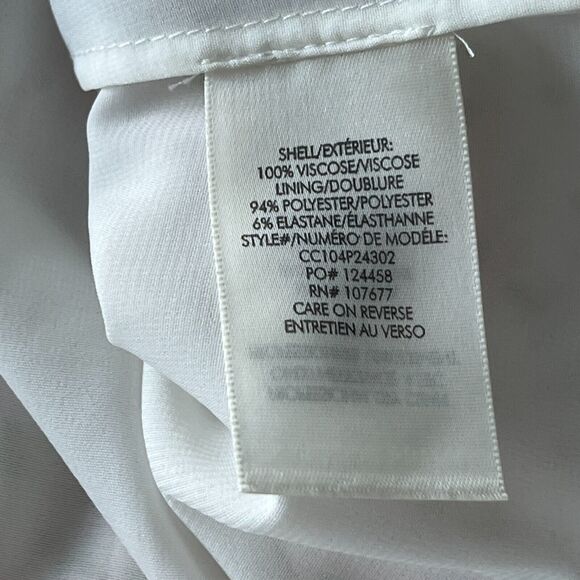 SHELL/EXTÉRIEUR:
100% VISCOSE/VISCOSE
LINING/DOUBLURE
94% POLYESTER/POLYESTER
6% ELASTANE/ÉLASTHANNE
STYLE#/NUMÉRO DE MODÉLE:
CC104P24302
PO# 124458
RN# 107677
CARE ON REVERSE
ENTRETIEN AU VERSO